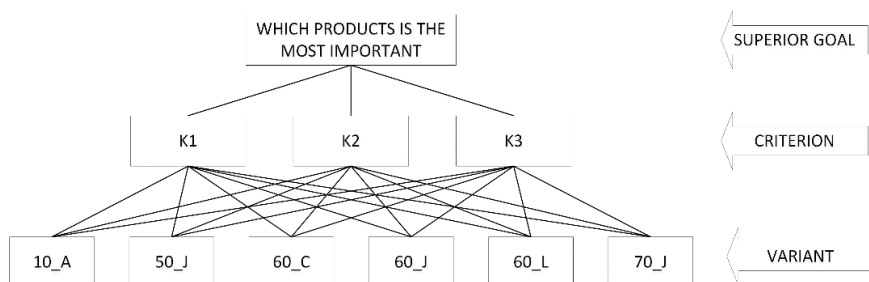 WHICH PRODUCTS IS THE
MOST IMPORTANT
SUPERIOR GOAL
K1
K2
K3
CRITERION
10_A
50_J
60_C
60_J
60_L
70_J
VARIANT